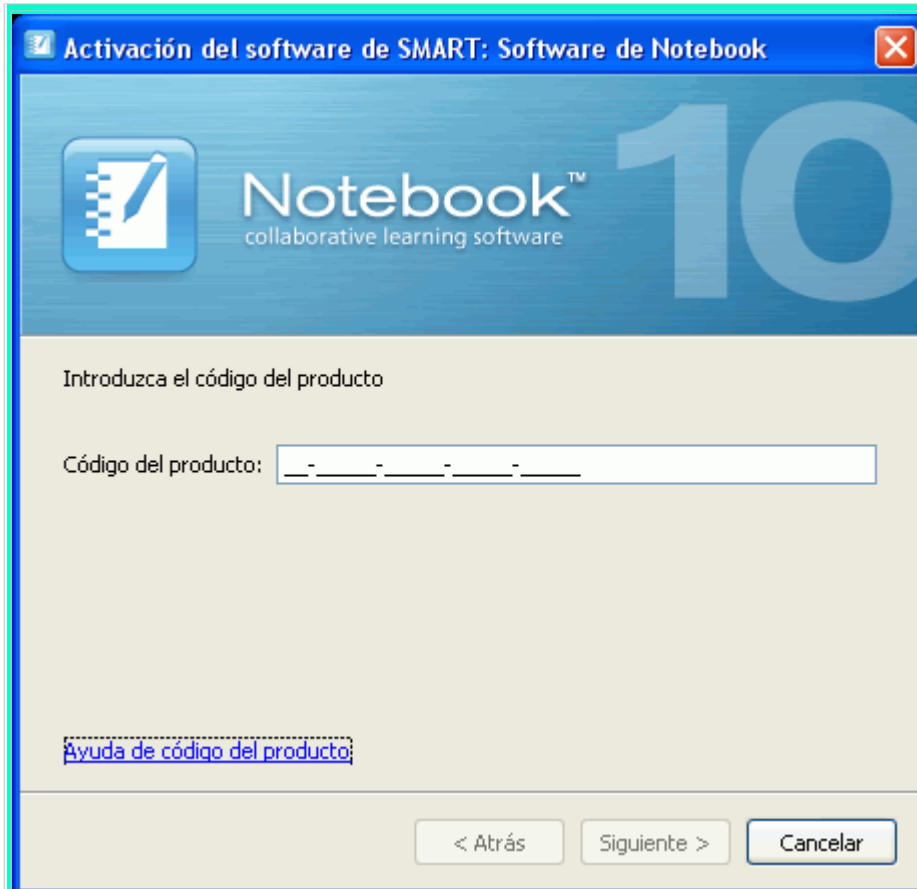 Activación del software de SMART: Software de Notebook
10
Notebook™
collaborative learning software
Introduzca el código del producto
Código del producto: __-_____-_____-_____-_____
Ayuda de código del producto
< Atrás Siguiente > Cancelar